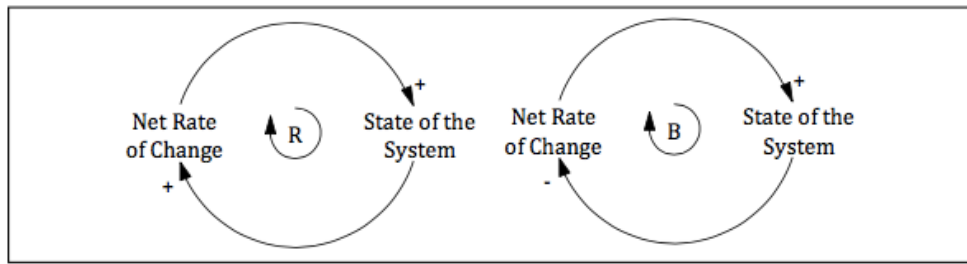 +
Net Rate
of Change
+
R
State of the
System
+
Net Rate
of Change
-
B
State of the
System